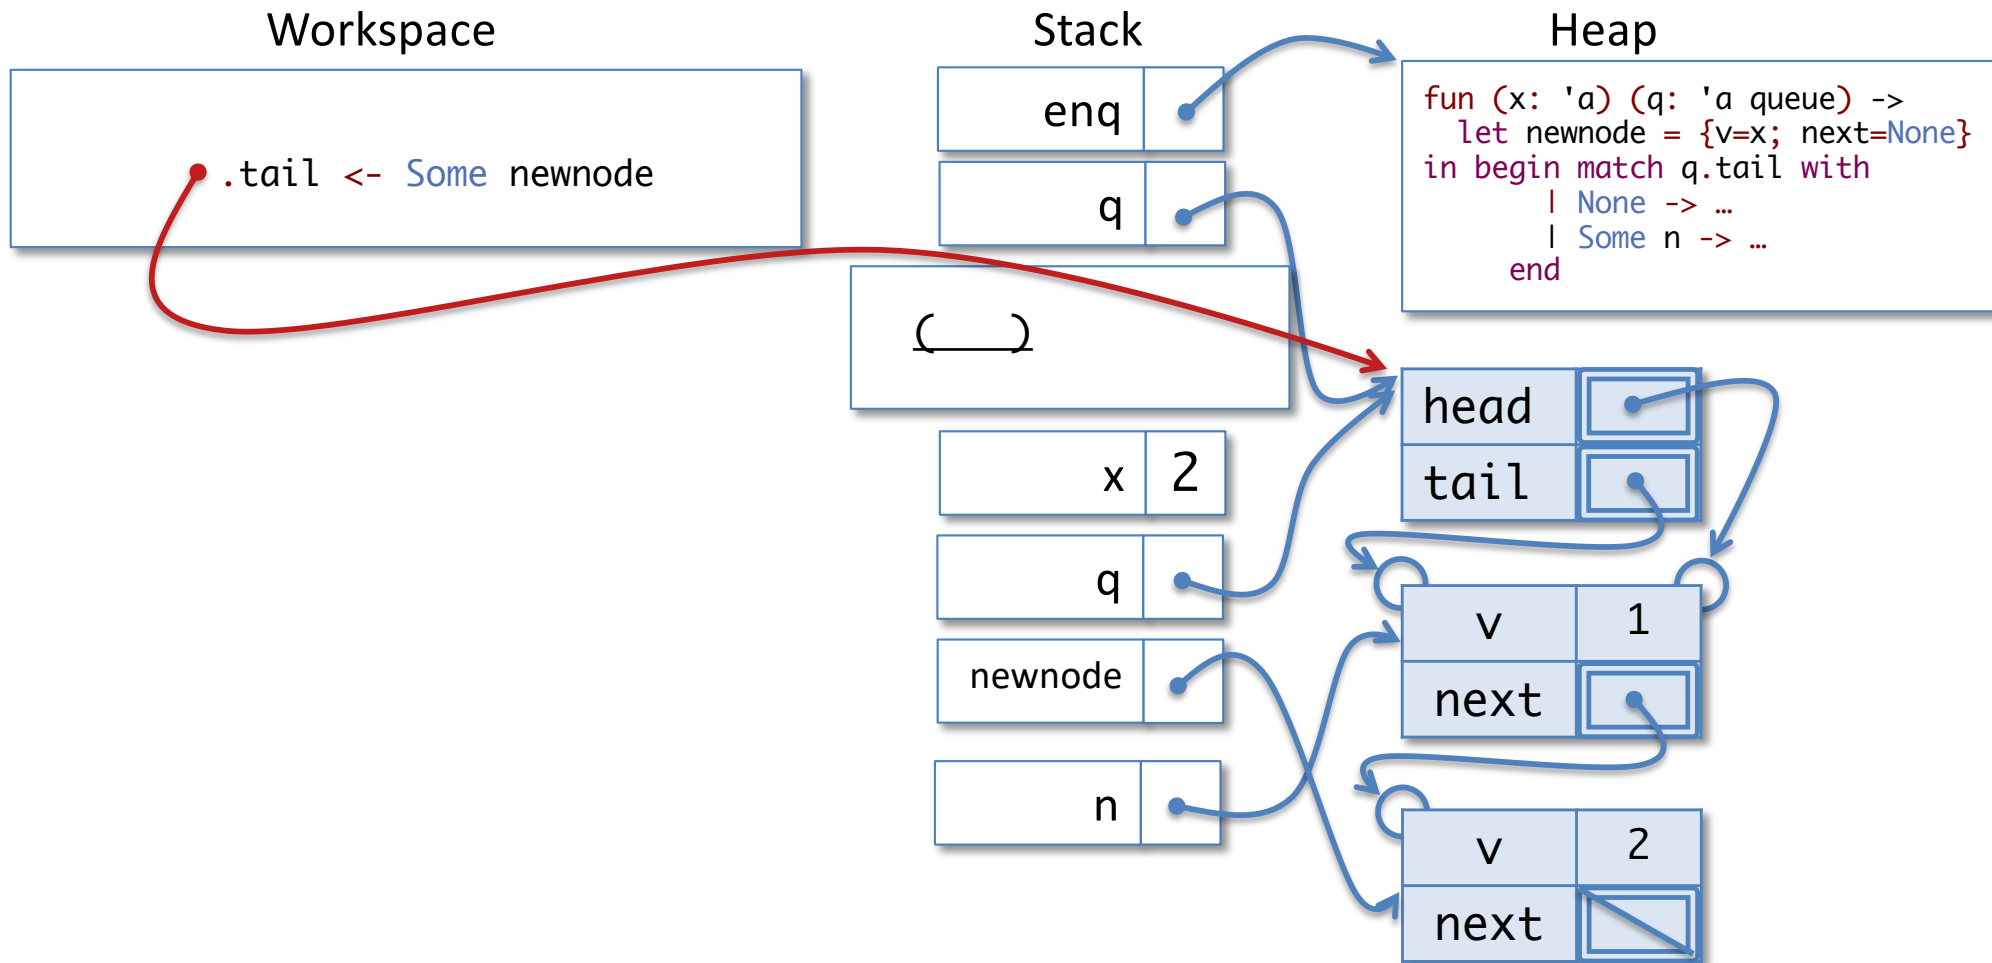 Workspace
Stack
Heap
.tail <- Some newnode
enq
q
(    )
x 2
q
newnode
n
fun (x: 'a) (q: 'a queue) ->
let newnode = {v=x; next=None}
in begin match q.tail with
| None -> …
| Some n -> …
end
head
tail
v 1
next
v 2
next